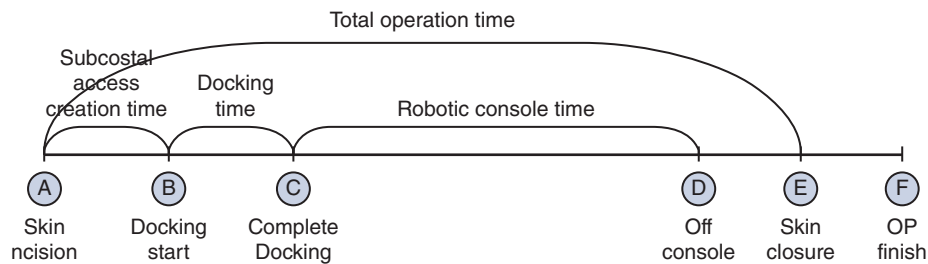 Total operation time
Subcostal
access
creation time
Docking
time
Robotic console time
A
B
C
D
E
F
Skin
ncision
Docking
start
Complete
Docking
Off
console
Skin
closure
OP
finish